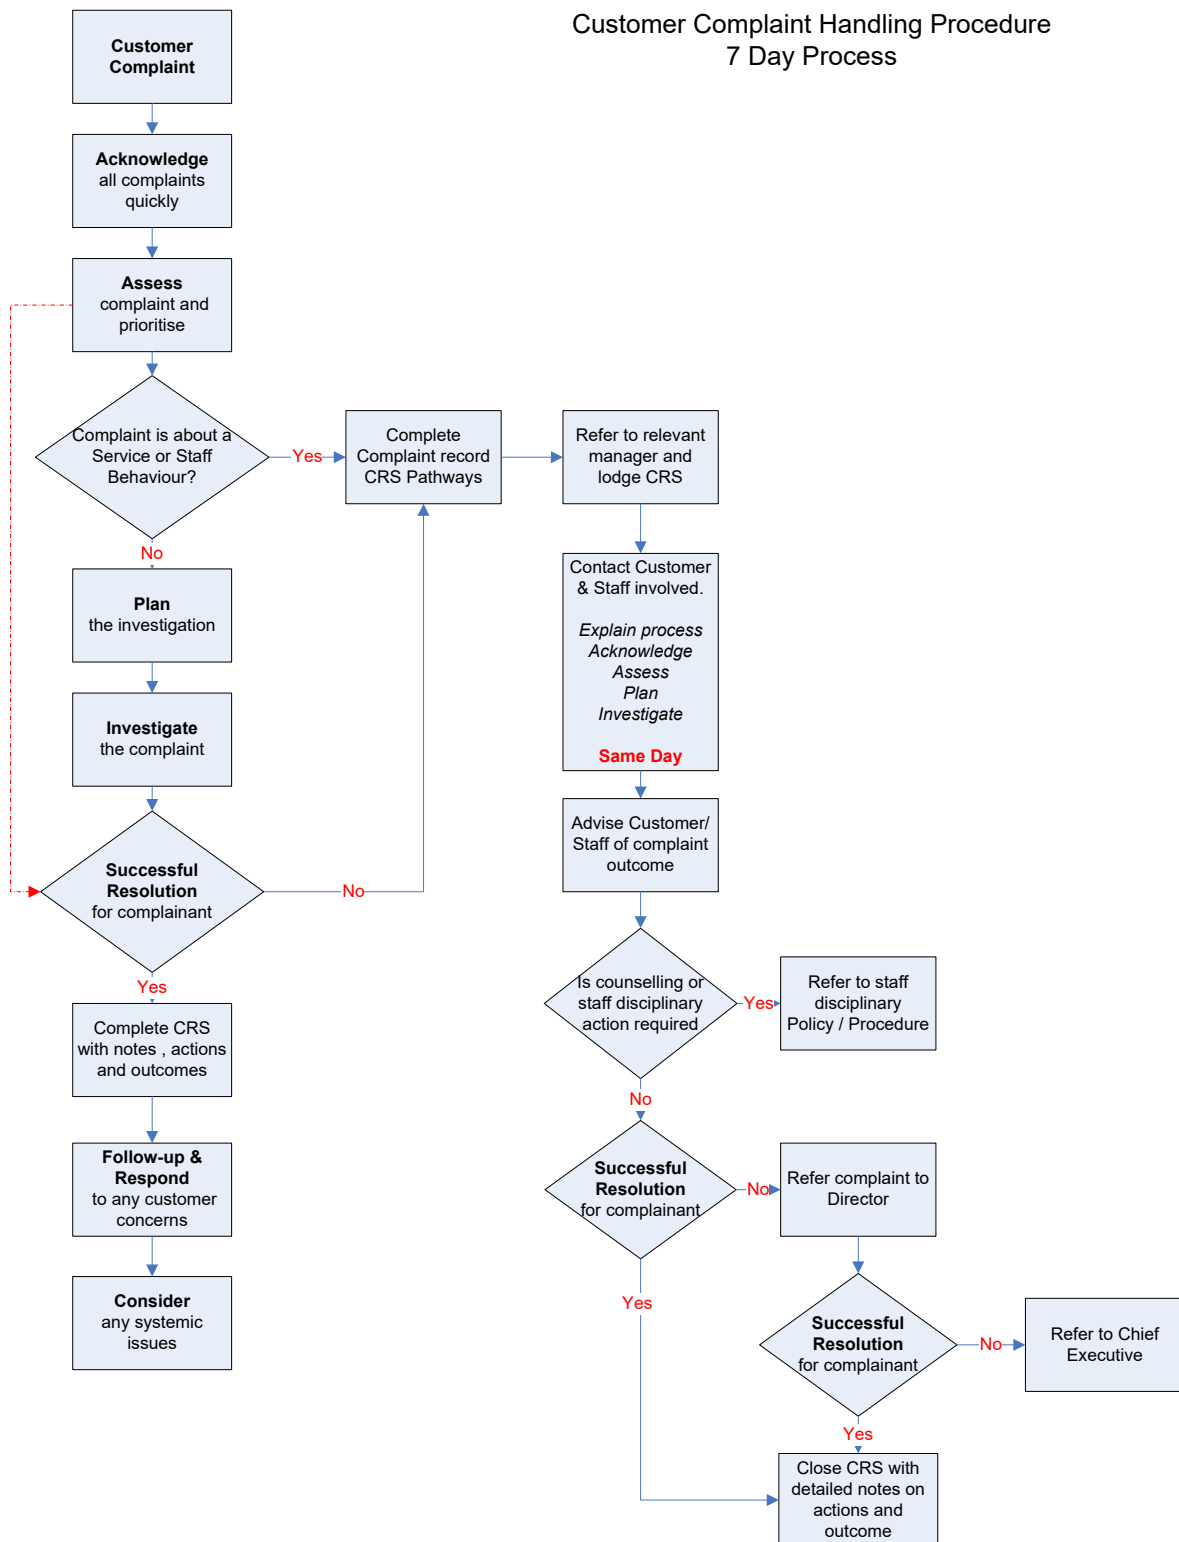 Customer Complaint Handling Procedure
7 Day Process
Customer
Complaint
Acknowledge
all complaints
quickly
Assess
complaint and
prioritise
Complaint is about a
Service or Staff
Behaviour?
Yes
Complete
Complaint record
CRS Pathways
Refer to relevant
manager and
lodge CRS
No
Plan
the investigation
Investigate
the complaint
Contact Customer
& Staff involved.
Explain process
Acknowledge
Assess
Plan
Investigate
Same Day
Successful
Resolution
for complainant
No
Advise Customer/
Staff of complaint
outcome
Yes
Complete CRS
with notes , actions
and outcomes
Is counselling or
staff disciplinary
action required
Yes
Refer to staff
disciplinary
Policy / Procedure
No
Follow-up &
Respond
to any customer
concerns
Successful
Resolution
for complainant
No
Refer complaint to
Director
Consider
any systemic
issues
Yes
Successful
Resolution
for complainant
No
Refer to Chief
Executive
Yes
Close CRS with
detailed notes on
actions and
outcome